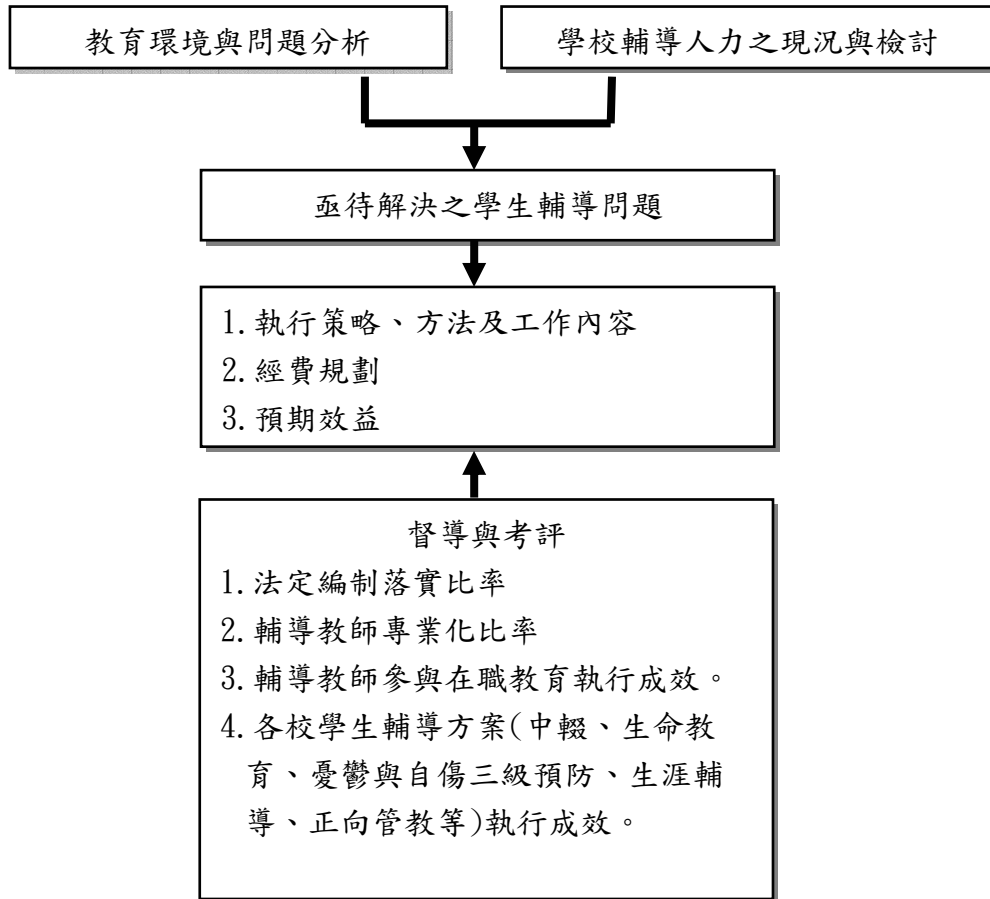 教育環境與問題分析
學校輔導人力之現況與檢討
亟待解決之學生輔導問題
1.執行策略、方法及工作內容
2.經費規劃
3.預期效益
督導與考評
1.法定編制落實比率
2.輔導教師專業化比率
3.輔導教師參與在職教育執行成效。
4.各校學生輔導方案(中輟、生命教
育、憂鬱與自傷三級預防、生涯輔
導、正向管教等)執行成效。